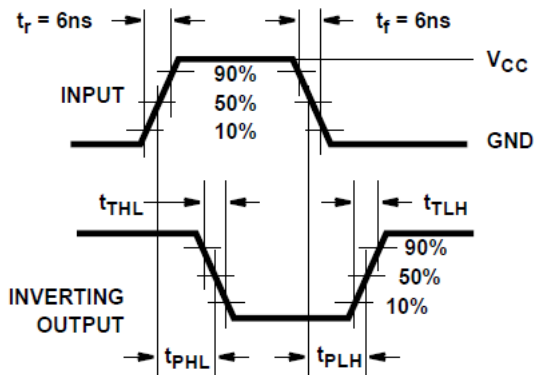 tr = 6ns
tf = 6ns
VCC
90%
INPUT
50%
10%
GND
tTHL
tTLH
90%
50%
INVERTING
OUTPUT
10%
tPHL
tPLH